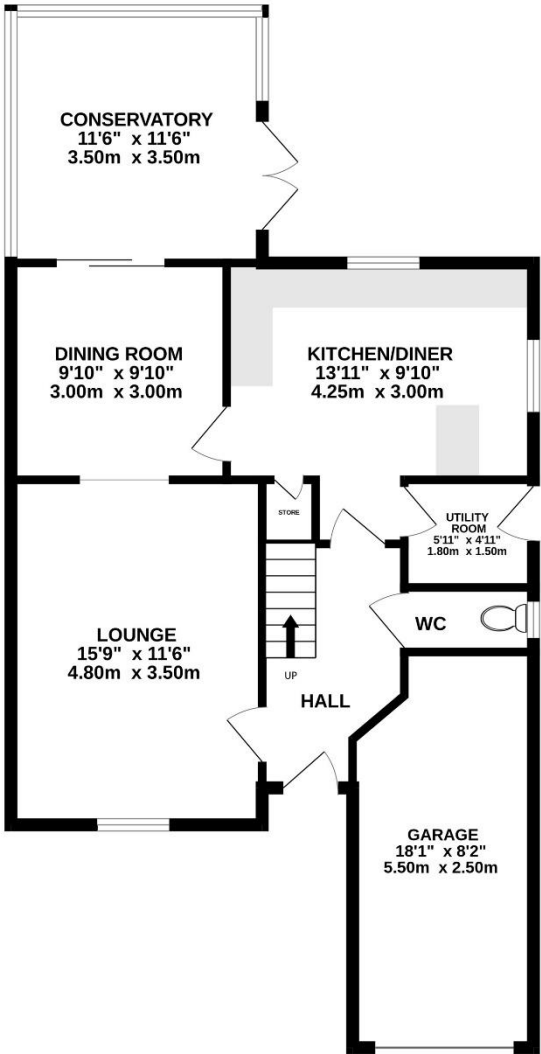 CONSERVATORY
11'6" x 11'6"
3.50m x 3.50m
DINING ROOM
9'10" x 9'10"
3.00m x 3.00m
KITCHEN/DINER
13'11" x 9'10"
4.25m x 3.00m
STORE
UTILITY
ROOM
5'11" x 4'11"
1.80m x 1.50m
WC
LOUNGE
15'9" x 11'6"
4.80m x 3.50m
UP
HALL
GARAGE
18'1" x 8'2"
5.50m x 2.50m